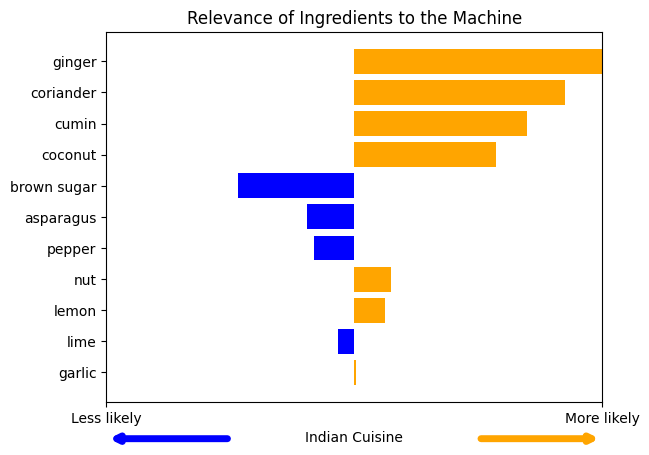 Relevance of Ingredients to the Machine
ginger
coriander
cumin
coconut
brown sugar
asparagus
pepper
nut
lemon
lime
garlic
Less likely
More likely
Indian Cuisine